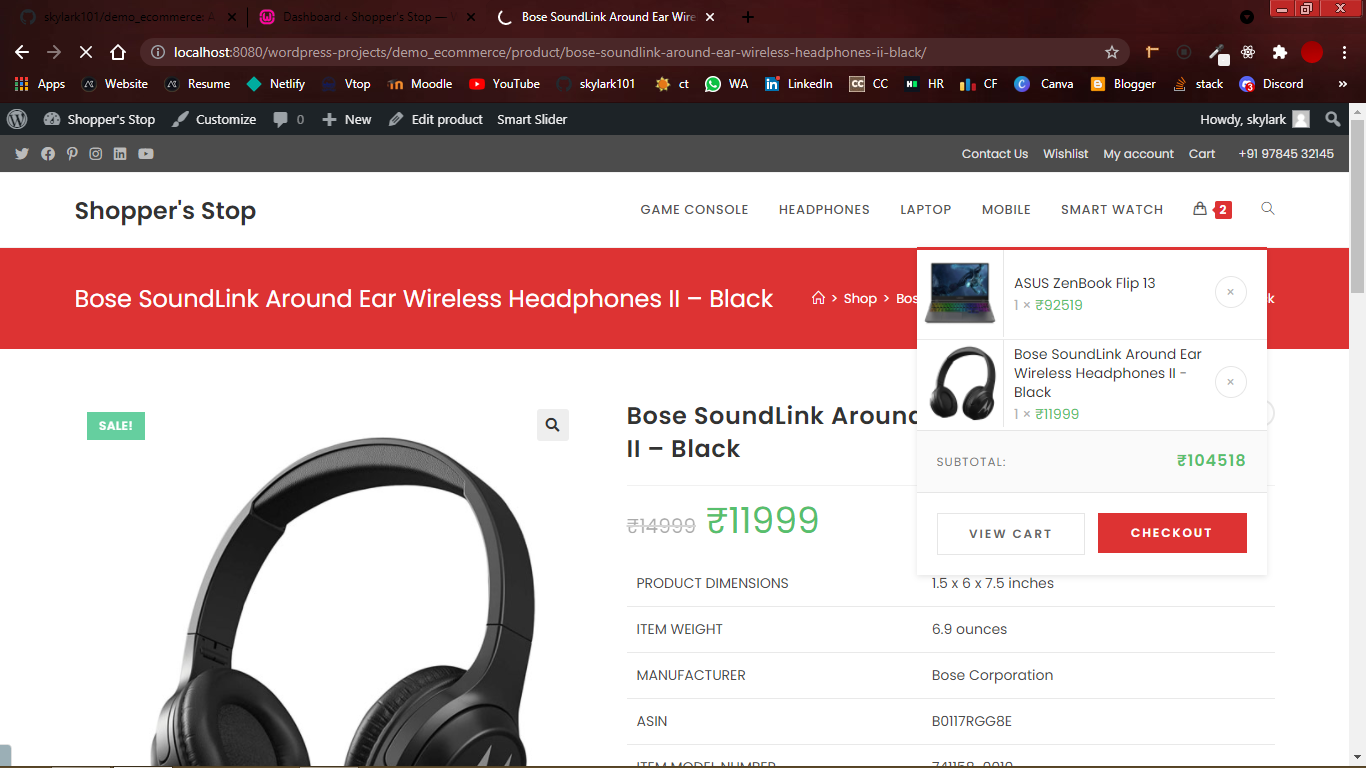 skylark101/demo_ecommerce: A
Dashboard ‹ Shopper's Stop — W
Bose SoundLink Around Ear Wire
localhost:8080/wordpress-projects/demo_ecommerce/product/bose-soundlink-around-ear-wireless-headphones-ii-black/
Apps Website Resume Netlify Vtop Moodle YouTube skylark101 ct WA LinkedIn CC CC HR CF Canva Blogger stack Discord »
Shopper's Stop Customize 0 New Edit product Smart Slider Howdy, skylark
Contact Us Wishlist My account Cart +91 97845 32145
Shopper's Stop GAME CONSOLE HEADPHONES LAPTOP MOBILE SMART WATCH 2
Bose SoundLink Around Ear Wireless Headphones II – Black > Shop > Bos k
ASUS ZenBook Flip 13
1 × ₹92519
Bose SoundLink Around Ear
Wireless Headphones II -
Black
1 × ₹11999
SUBTOTAL: ₹104518
VIEW CART CHECKOUT
SALE!
Bose SoundLink Around
II – Black
₹14999 ₹11999
PRODUCT DIMENSIONS 1.5 x 6 x 7.5 inches
ITEM WEIGHT 6.9 ounces
MANUFACTURER Bose Corporation
ASIN B0117RGG8E
ITEM MODEL NUMBER 741158-0010